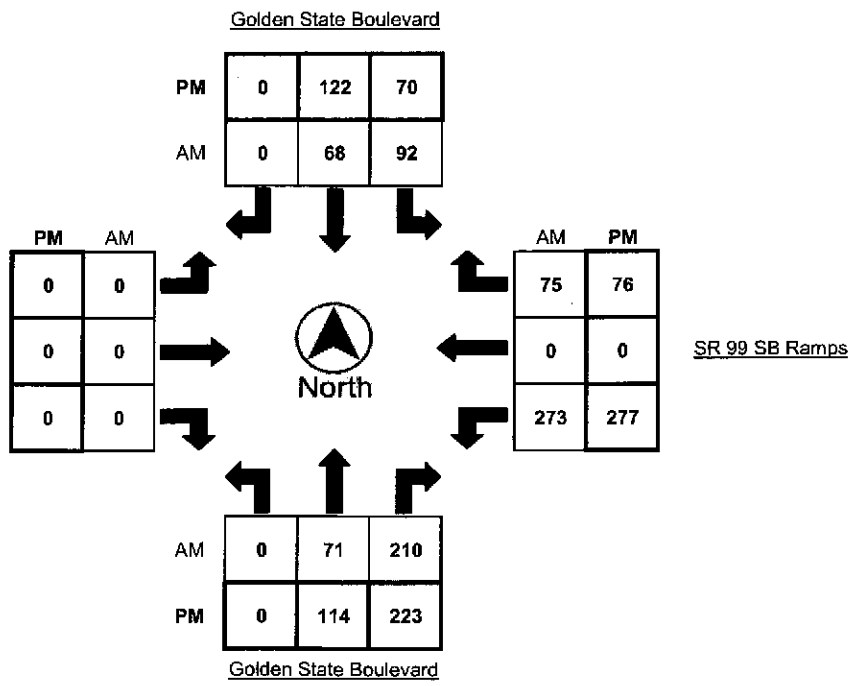 Golden State Boulevard
PM 0 122 70
AM 0 68 92
PM AM
0 0
0 0
0 0
North
AM PM
75 76
0 0
273 277
SR 99 SB Ramps
AM 0 71 210
PM 0 114 223
Golden State Boulevard